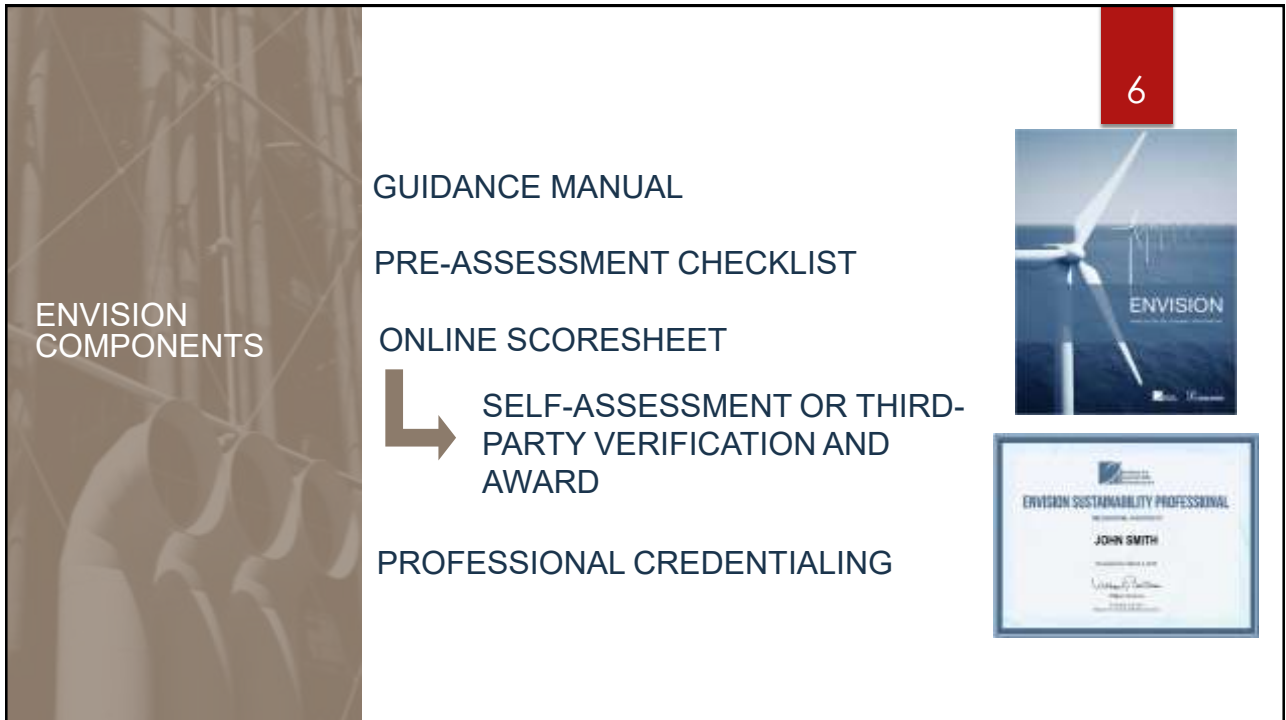 6
ENVISION
COMPONENTS
GUIDANCE MANUAL
PRE-ASSESSMENT CHECKLIST
ONLINE SCORESHEET
SELF-ASSESSMENT OR THIRD-
PARTY VERIFICATION AND
AWARD
PROFESSIONAL CREDENTIALING
ENVISION
ENVISION SUSTAINABILITY PROFESSIONAL
JOHN SMITH